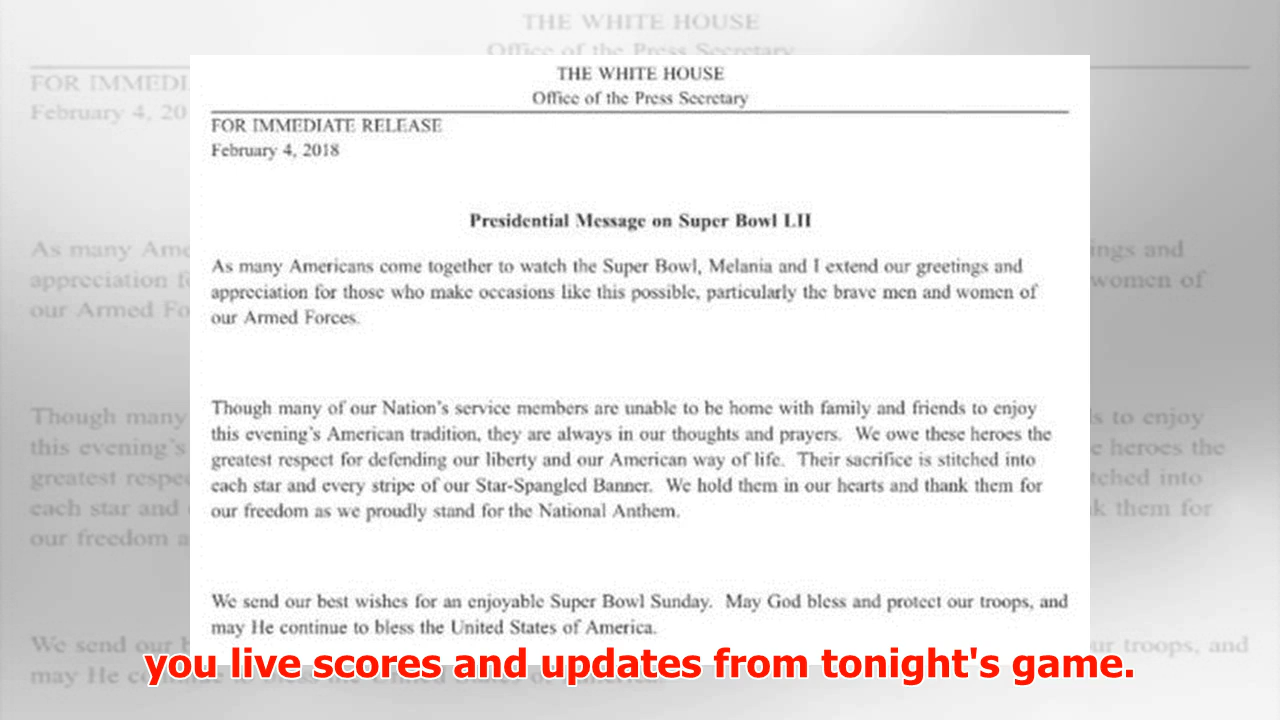 THE WHITE HOUSE
Office of the Press Secretary
FOR IMMEDIATE RELEASE
February 4, 2018
Presidential Message on Super Bowl LII
As many Americans come together to watch the Super Bowl, Melania and I extend our greetings and
appreciation for those who make occasions like this possible, particularly the brave men and women of
our Armed Forces.
Though many of our Nation's service members are unable to be home with family and friends to enjoy
this evening's American tradition, they are always in our thoughts and prayers.  We owe these heroes the
greatest respect for defending our liberty and our American way of life.  Their sacrifice is stitched into
each star and every stripe of our Star-Spangled Banner.  We hold them in our hearts and thank them for
our freedom as we proudly stand for the National Anthem.
We send our best wishes for an enjoyable Super Bowl Sunday.  May God bless and protect our troops, and
may He continue to bless the United States of America.
you live scores and updates from tonight's game.